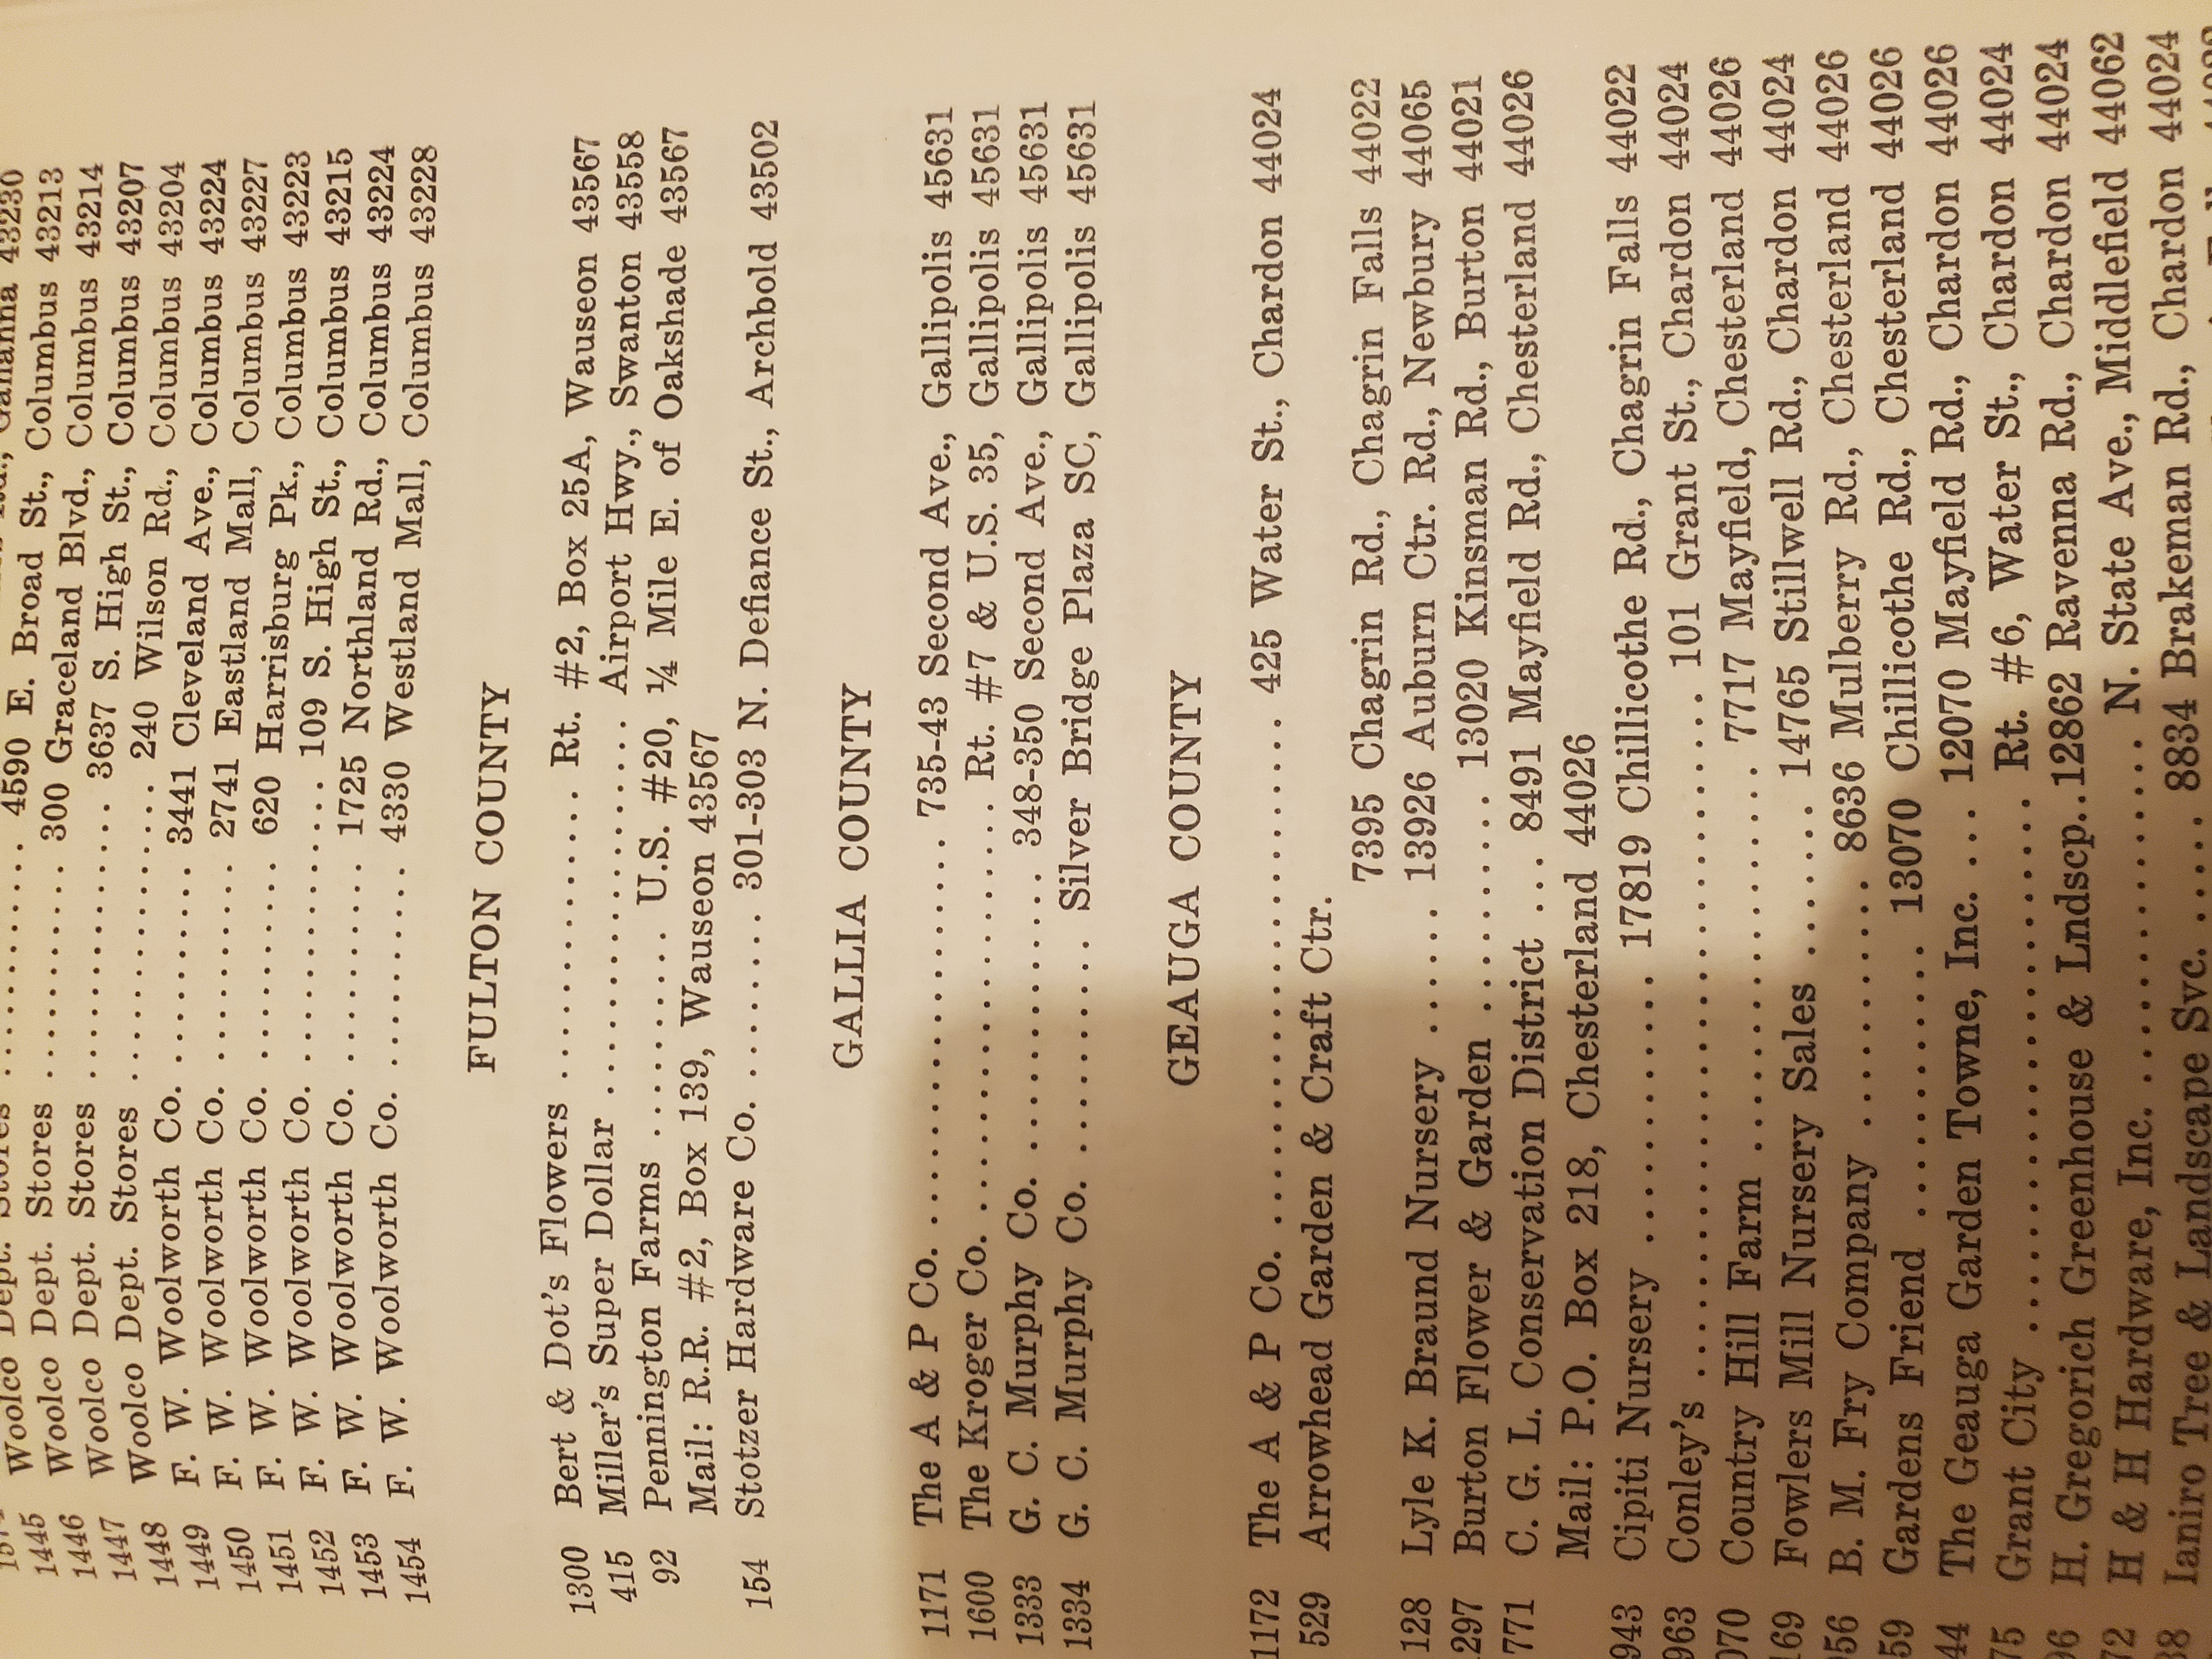 Woolco Dept. Stores
1445 Woolco Dept. Stores .......... 4590 E. Broad St., Columbus 43213
1446 Woolco Dept. Stores .......... 300 Graceland Blvd., Columbus 43214
1447 Woolco Dept. Stores .......... 3637 S. High St., Columbus 43207
1448 F. W. Woolworth Co. .......... 240 Wilson Rd., Columbus 43204
1449 F. W. Woolworth Co. .......... 3441 Cleveland Ave., Columbus 43224
1450 F. W. Woolworth Co. .......... 2741 Eastland Mall, Columbus 43227
1451 F. W. Woolworth Co. .......... 620 Harrisburg Pk., Columbus 43223
1452 F. W. Woolworth Co. .......... 109 S. High St., Columbus 43215
1453 F. W. Woolworth Co. .......... 1725 Northland Rd., Columbus 43224
1454 F. W. Woolworth Co. .......... 4330 Westland Mall, Columbus 43228
FULTON COUNTY
1300 Bert & Dot's Flowers .......... Rt. #2, Box 25A, Wauseon 43567
415 Miller's Super Dollar .......... Airport Hwy., Swanton 43558
92 Pennington Farms .......... U.S. #20, ¼ Mile E. of Oakshade 43567
Mail: R.R. #2, Box 139, Wauseon 43567
154 Stotzer Hardware Co. .......... 301-303 N. Defiance St., Archbold 43502
GALLIA COUNTY
1171 The A & P Co. .......... 735-43 Second Ave., Gallipolis 45631
1600 The Kroger Co. .......... Rt. #7 & U.S. 35, Gallipolis 45631
1333 G. C. Murphy Co. .......... 348-350 Second Ave., Gallipolis 45631
1334 G. C. Murphy Co. .......... Silver Bridge Plaza SC, Gallipolis 45631
GEAUGA COUNTY
1172 The A & P Co. .......... 425 Water St., Chardon 44024
529 Arrowhead Garden & Craft Ctr.
7395 Chagrin Rd., Chagrin Falls 44022
128 Lyle K. Braund Nursery ...... 13926 Auburn Ctr. Rd., Newbury 44065
297 Burton Flower & Garden .......... 13020 Kinsman Rd., Burton 44021
771 C. G. L. Conservation District ... 8491 Mayfield Rd., Chesterland 44026
Mail: P.O. Box 218, Chesterland 44026
943 Cipiti Nursery .......... 17819 Chillicothe Rd., Chagrin Falls 44022
963 Conley's .......... 101 Grant St., Chardon 44024
070 Country Hill Farm .......... 7717 Mayfield, Chesterland 44026
169 Fowlers Mill Nursery Sales ....... 14765 Stillwell Rd., Chardon 44024
956 B. M. Fry Company .......... 8636 Mulberry Rd., Chesterland 44026
59 Gardens Friend .......... 13070 Chillicothe Rd., Chesterland 44026
44 The Geauga Garden Towne, Inc. .... 12070 Mayfield Rd., Chardon 44026
75 Grant City .......... Rt. #6, Water St., Chardon 44024
96 H. Gregorich Greenhouse & Lndscp..12862 Ravenna Rd., Chardon 44024
72 H & H Hardware, Inc. .......... N. State Ave., Middlefield 44062
38 Ianiro Tree & Landscape Svc. ..... 8834 Brakeman Rd., Chardon 44024